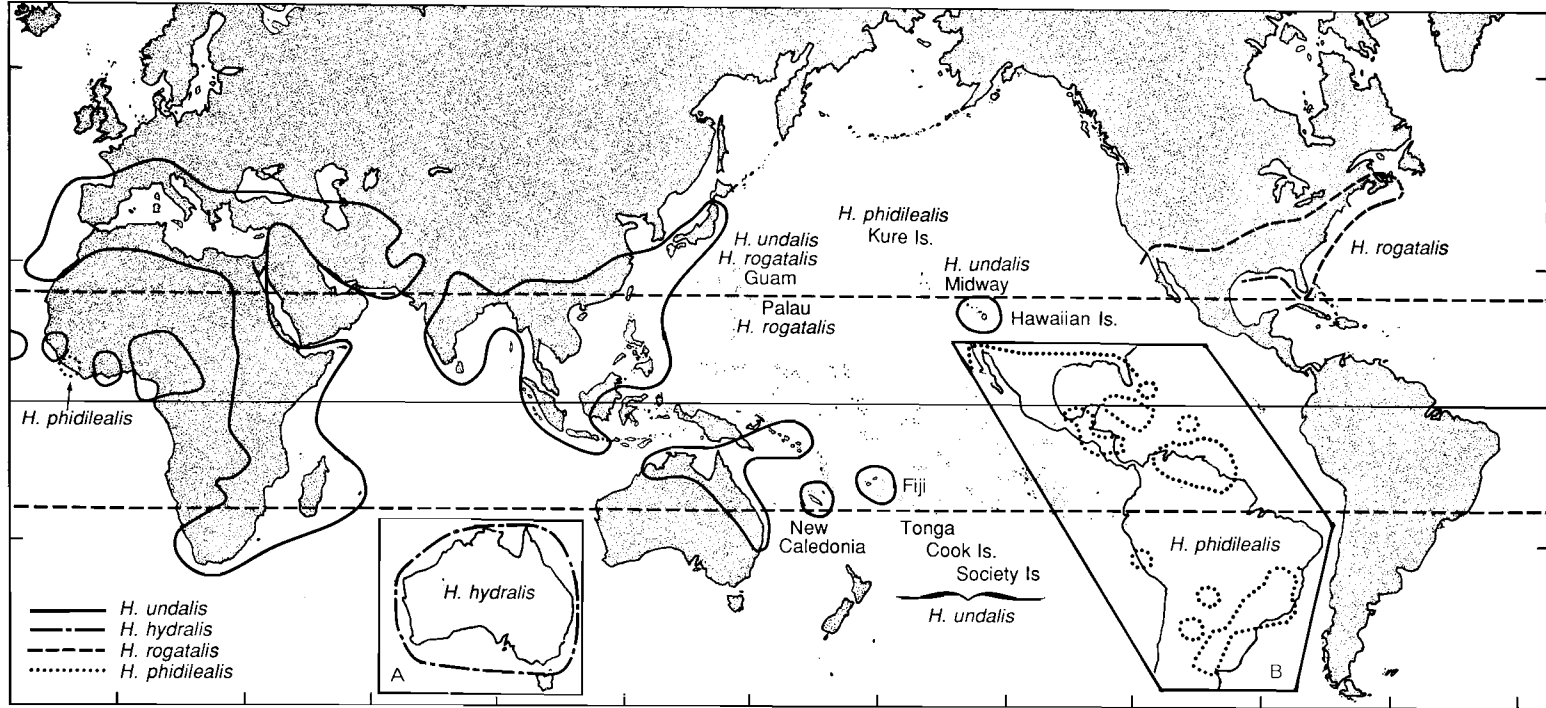 H. phidilealis
Kure Is.
H. undalis
H. rogatalis
Guam
H. rogatalis
H. undalis
Midway
Palau
H. rogatalis
Hawaiian Is.
H. phidilealis
Fiji
New
Caledonia
Tonga
Cook Is.
Society Is
H. undalis
H. phidilealis
B
H. hydralis
A
H. undalis
H. hydralis
H. rogatalis
H. phidilealis